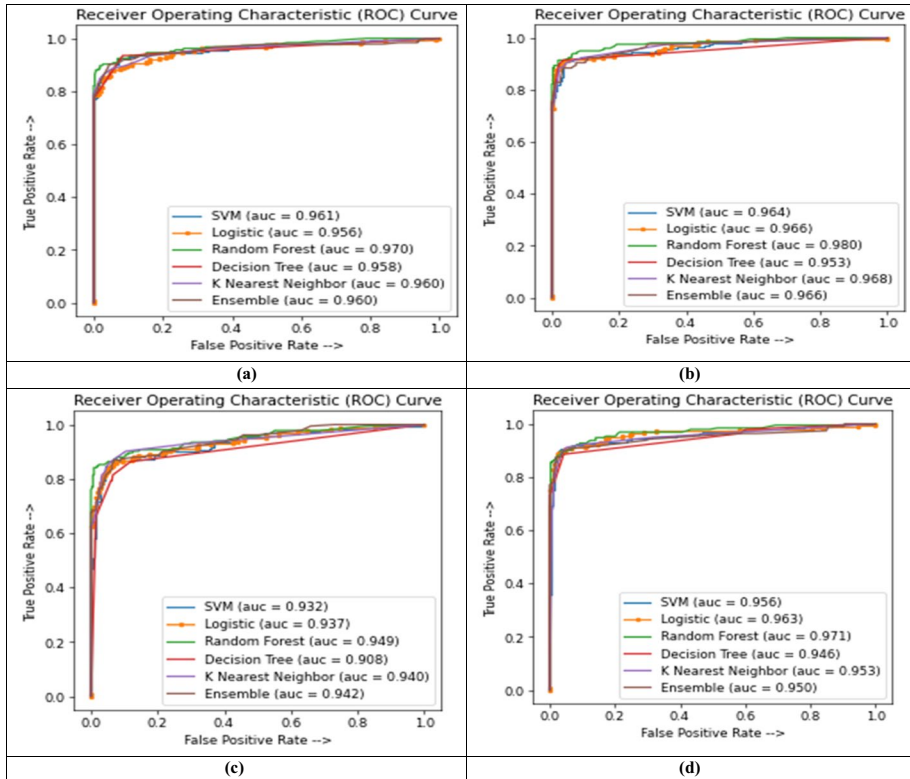 Receiver Operating Characteristic (ROC) Curve
1.0
0.8
0.6
0.4
0.2
0.0
True Positive Rate -->
SVM (auc = 0.961)
Logistic (auc = 0.956)
Random Forest (auc = 0.970)
Decision Tree (auc = 0.958)
K Nearest Neighbor (auc = 0.960)
Ensemble (auc = 0.960)
0.0 0.2 0.4 0.6 0.8 1.0
False Positive Rate -->
(a)
Receiver Operating Characteristic (ROC) Curve
1.0
0.8
0.6
0.4
0.2
0.0
True Positive Rate -->
SVM (auc = 0.964)
Logistic (auc = 0.966)
Random Forest (auc = 0.980)
Decision Tree (auc = 0.953)
K Nearest Neighbor (auc = 0.968)
Ensemble (auc = 0.966)
0.0 0.2 0.4 0.6 0.8 1.0
False Positive Rate -->
(b)
Receiver Operating Characteristic (ROC) Curve
1.0
0.8
0.6
0.4
0.2
0.0
True Positive Rate -->
SVM (auc = 0.932)
Logistic (auc = 0.937)
Random Forest (auc = 0.949)
Decision Tree (auc = 0.908)
K Nearest Neighbor (auc = 0.940)
Ensemble (auc = 0.942)
0.0 0.2 0.4 0.6 0.8 1.0
False Positive Rate -->
(c)
Receiver Operating Characteristic (ROC) Curve
1.0
0.8
0.6
0.4
0.2
0.0
True Positive Rate -->
SVM (auc = 0.956)
Logistic (auc = 0.963)
Random Forest (auc = 0.971)
Decision Tree (auc = 0.946)
K Nearest Neighbor (auc = 0.953)
Ensemble (auc = 0.950)
0.0 0.2 0.4 0.6 0.8 1.0
False Positive Rate -->
(d)